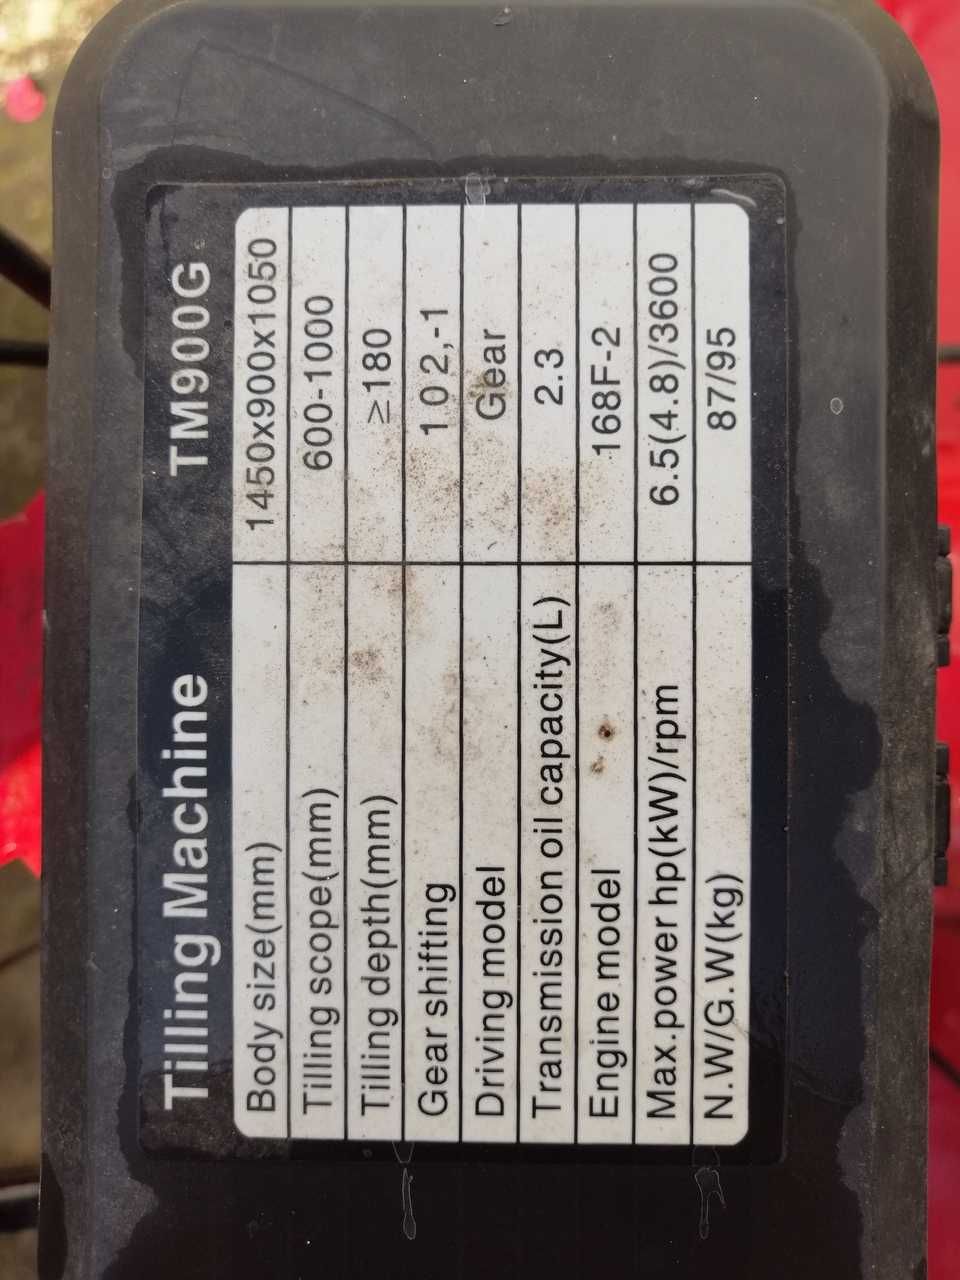 Tilling Machine TM900G
Body size(mm) 1450x900x1050
Tilling scope(mm) 600-1000
Tilling depth(mm) ≥180
Gear shifting 1 0 2,-1
Driving model Gear
Transmission oil capacity(L) 2.3
Engine model 168F-2
Max.power hp(kW)/rpm 6.5(4.8)/3600
N.W/G.W(kg) 87/95